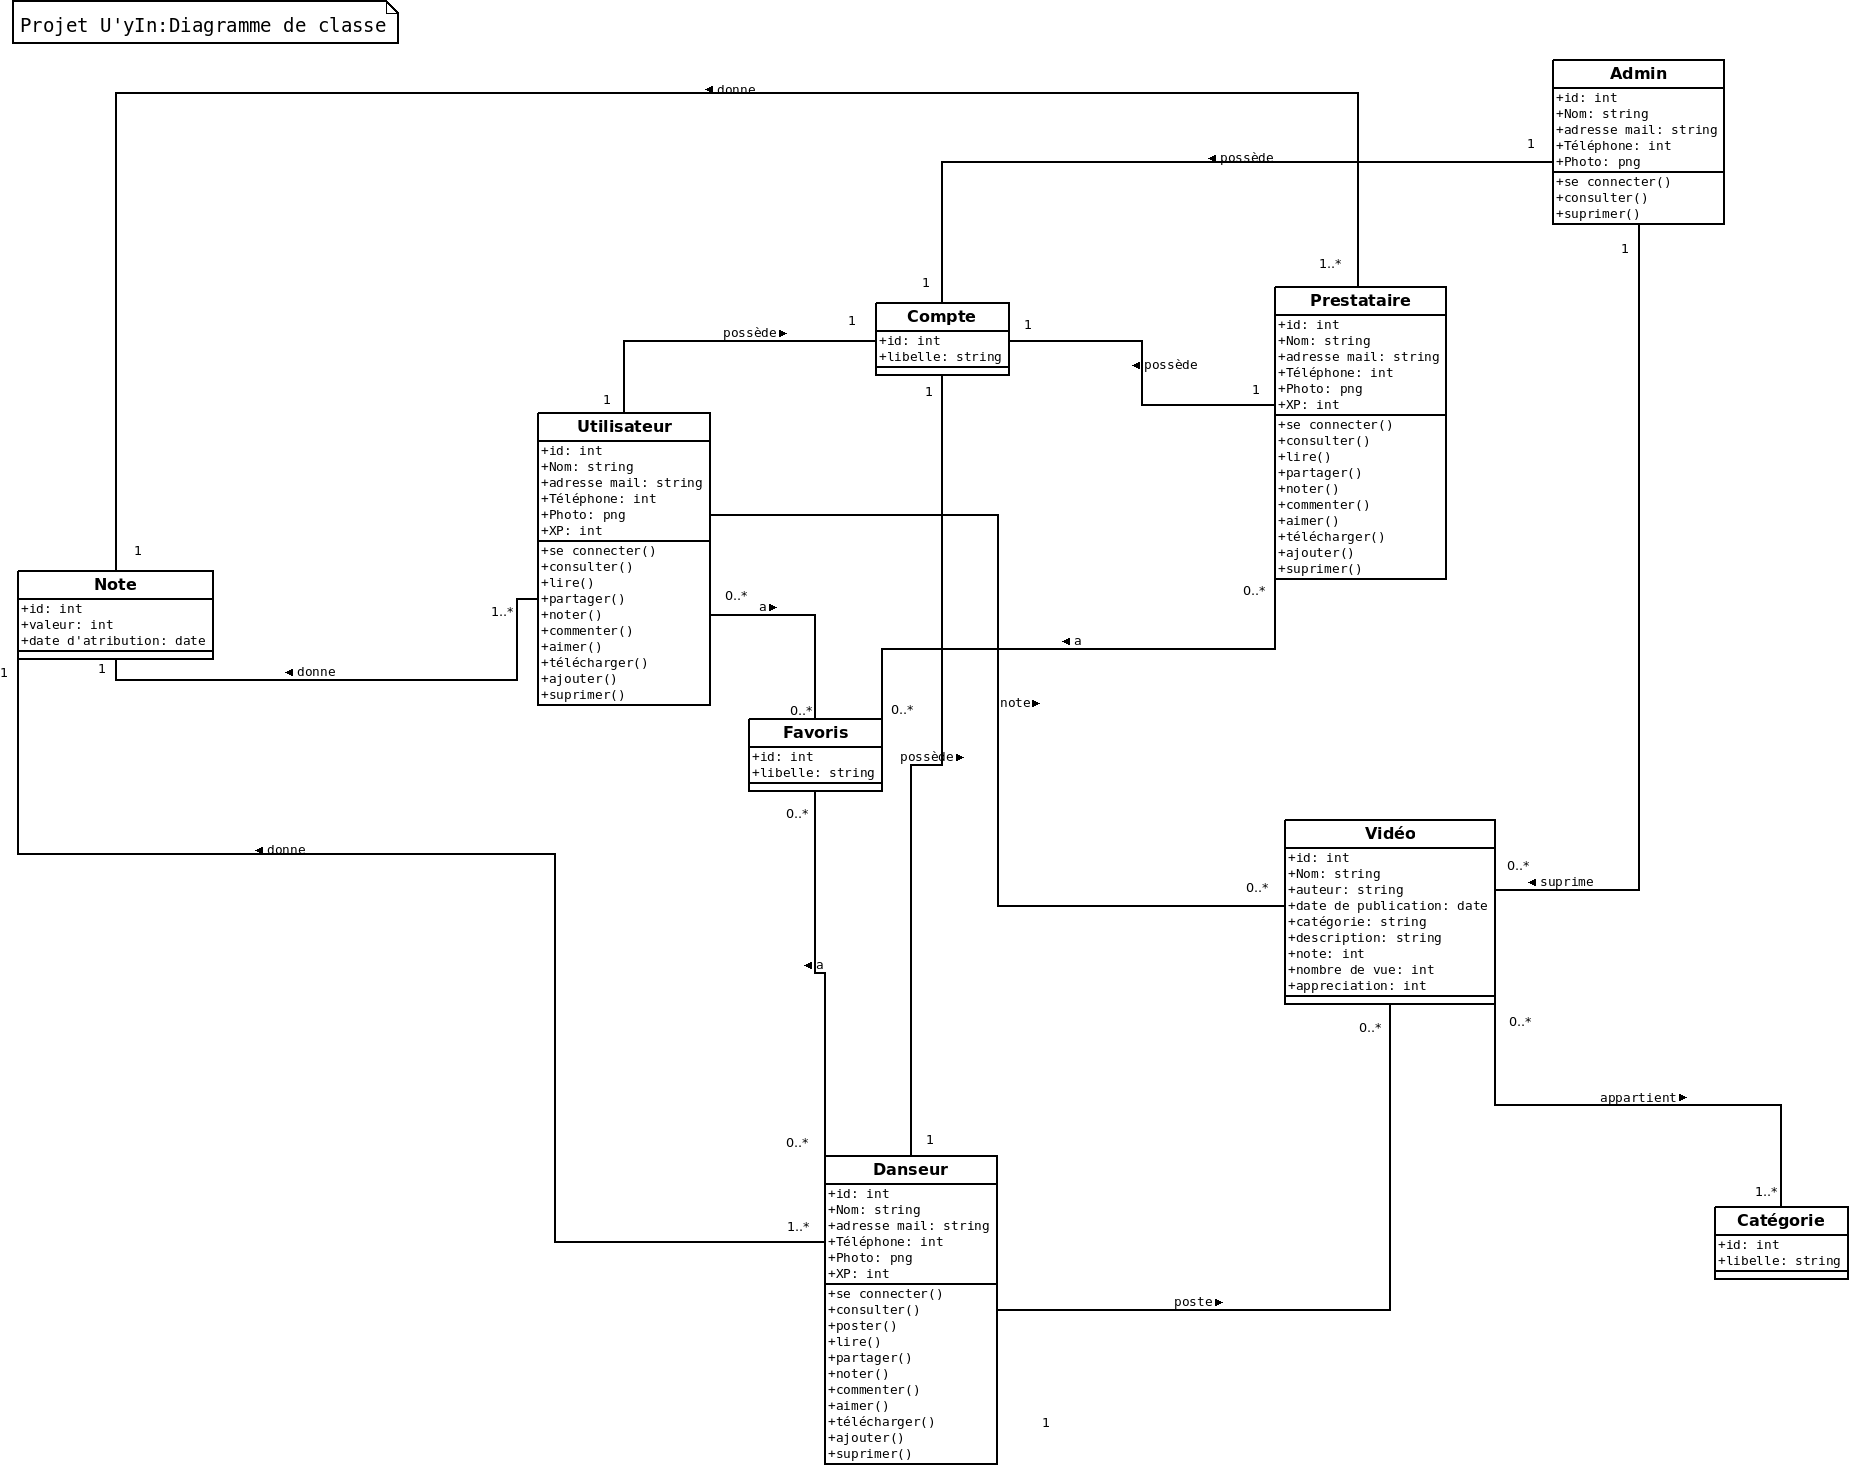 Projet U'yIn:Diagramme de classe
donne
Admin
+id: int
+Nom: string
+adresse mail: string
+Téléphone: int
+Photo: png
+se connecter()
+consulter()
+suprimer()
1
possède
1
1
1..*
Prestataire
+id: int
+Nom: string
+adresse mail: string
+Téléphone: int
+Photo: png
+XP: int
+se connecter()
+consulter()
+lire()
+partager()
+noter()
+commenter()
+aimer()
+télécharger()
+ajouter()
+suprimer()
Compte
+id: int
+libelle: string
1
possède
1
1
possède
1
1
1
Utilisateur
+id: int
+Nom: string
+adresse mail: string
+Téléphone: int
+Photo: png
+XP: int
+se connecter()
+consulter()
+lire()
+partager()
+noter()
+commenter()
+aimer()
+télécharger()
+ajouter()
+suprimer()
1
Note
+id: int
+valeur: int
+date d'atribution: date
1..*
1
1
donne
0..*
a
0..*
a
0..*
0..*
note
Favoris
+id: int
+libelle: string
possède
0..*
donne
Vidéo
+id: int
+Nom: string
+auteur: string
+date de publication: date
+catégorie: string
+description: string
+note: int
+nombre de vue: int
+appreciation: int
0..*
0..*
suprime
a
0..*
0..*
appartient
0..*
1
1..*
Danseur
+id: int
+Nom: string
+adresse mail: string
+Téléphone: int
+Photo: png
+XP: int
+se connecter()
+consulter()
+poster()
+lire()
+partager()
+noter()
+commenter()
+aimer()
+télécharger()
+ajouter()
+suprimer()
1..*
Catégorie
+id: int
+libelle: string
poste
1